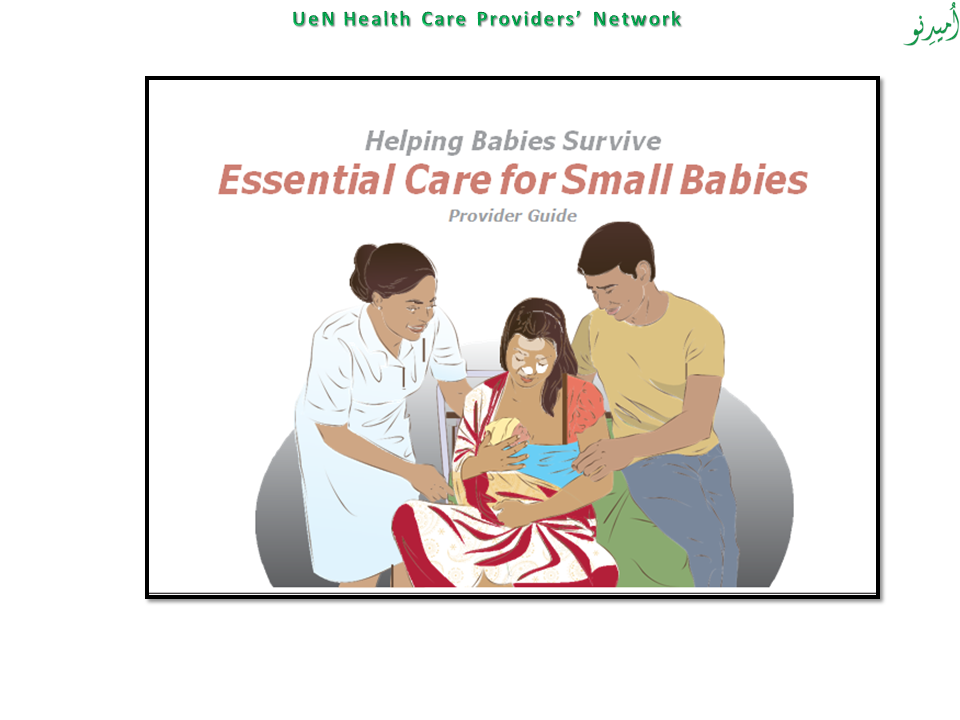 UeN Health Care Providers’ Network
اُمیدِنو
Helping Babies Survive
Essential Care for Small Babies
Provider Guide